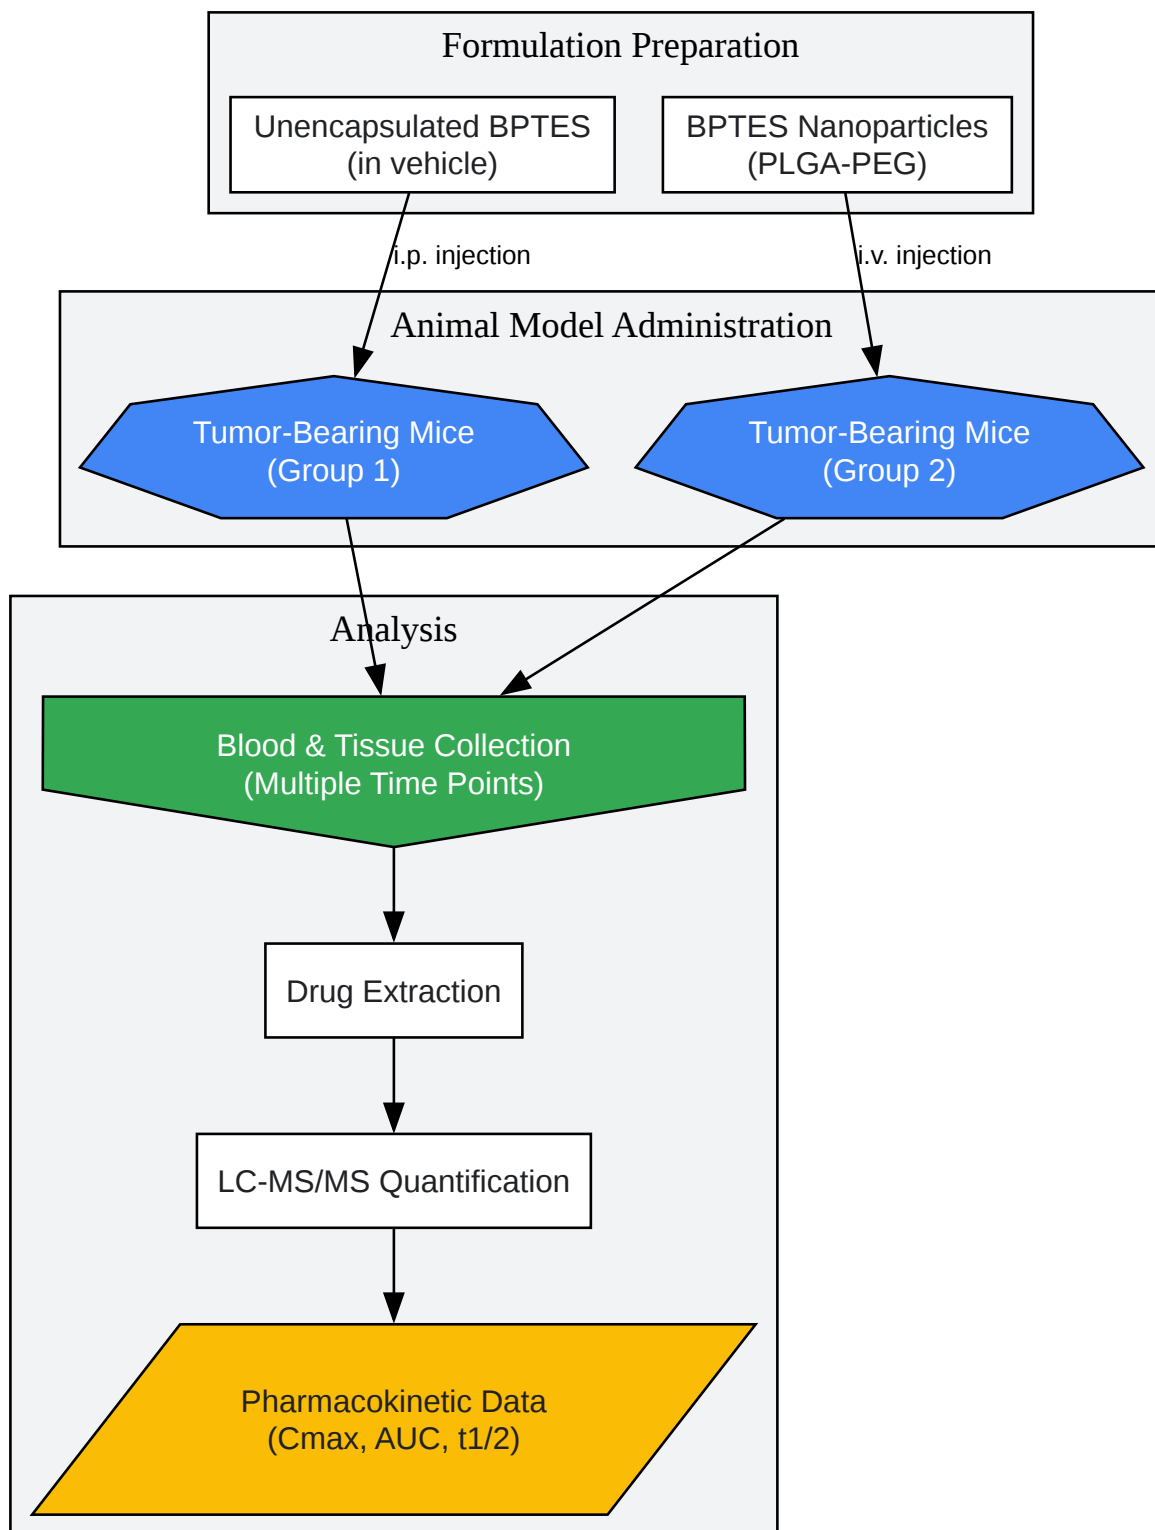 Formulation Preparation
Unencapsulated BPTES
(in vehicle)
BPTES Nanoparticles
(PLGA-PEG)
i.p. injection
i.v. injection
Animal Model Administration
Tumor-Bearing Mice
(Group 1)
Tumor-Bearing Mice
(Group 2)
Analysis
Blood & Tissue Collection
(Multiple Time Points)
Drug Extraction
LC-MS/MS Quantification
Pharmacokinetic Data
(Cmax, AUC, t1/2)